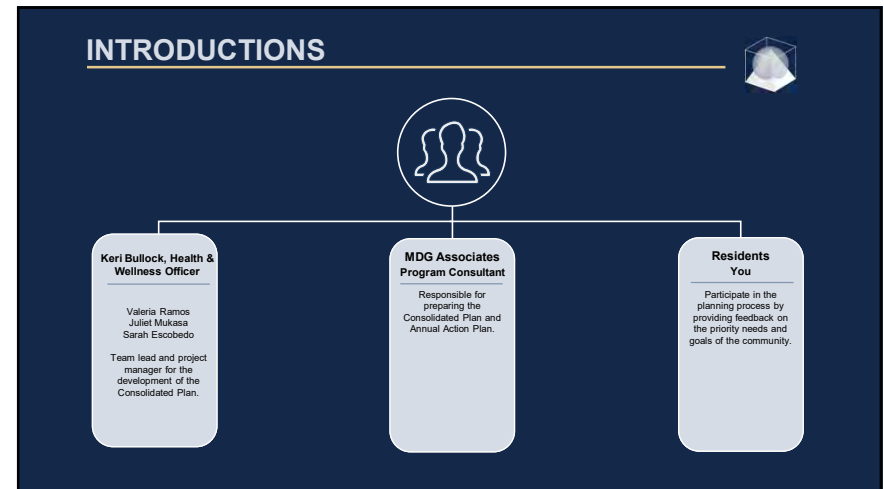 INTRODUCTIONS
Keri Bullock, Health &
Wellness Officer
Valeria Ramos
Juliet Mukasa
Sarah Escobedo
Team lead and project
manager for the
development of the
Consolidated Plan.
MDG Associates
Program Consultant
Responsible for
preparing the
Consolidated Plan and
Annual Action Plan.
Residents
You
Participate in the
planning process by
providing feedback on
the priority needs and
goals of the community.